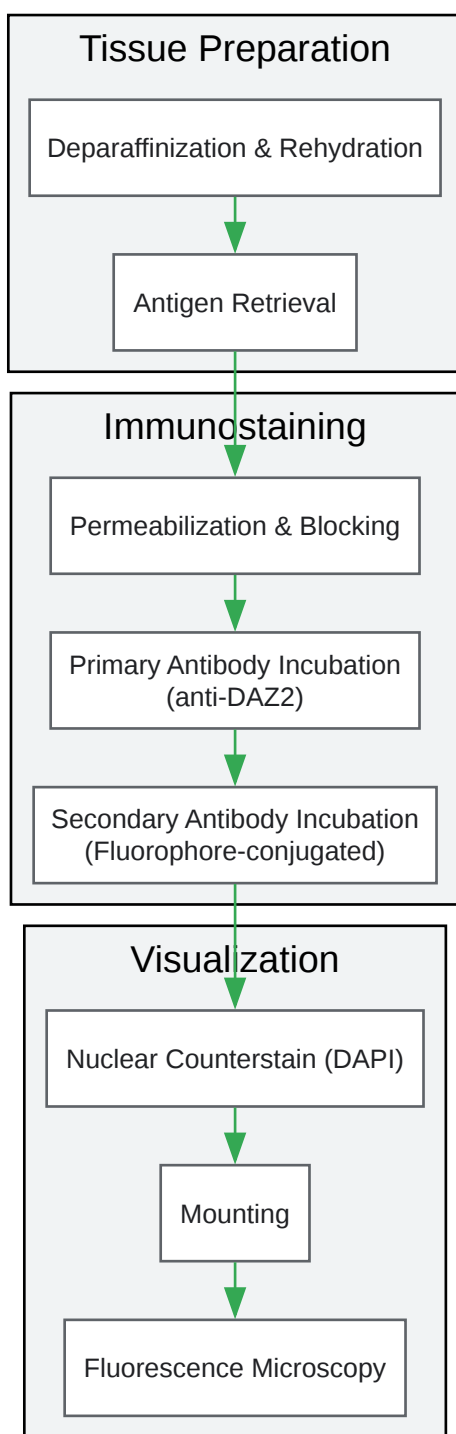 Tissue Preparation
Deparaffinization & Rehydration
Antigen Retrieval
Immunostaining
Permeabilization & Blocking
Primary Antibody Incubation
(anti-DAZ2)
Secondary Antibody Incubation
(Fluorophore-conjugated)
Visualization
Nuclear Counterstain (DAPI)
Mounting
Fluorescence Microscopy